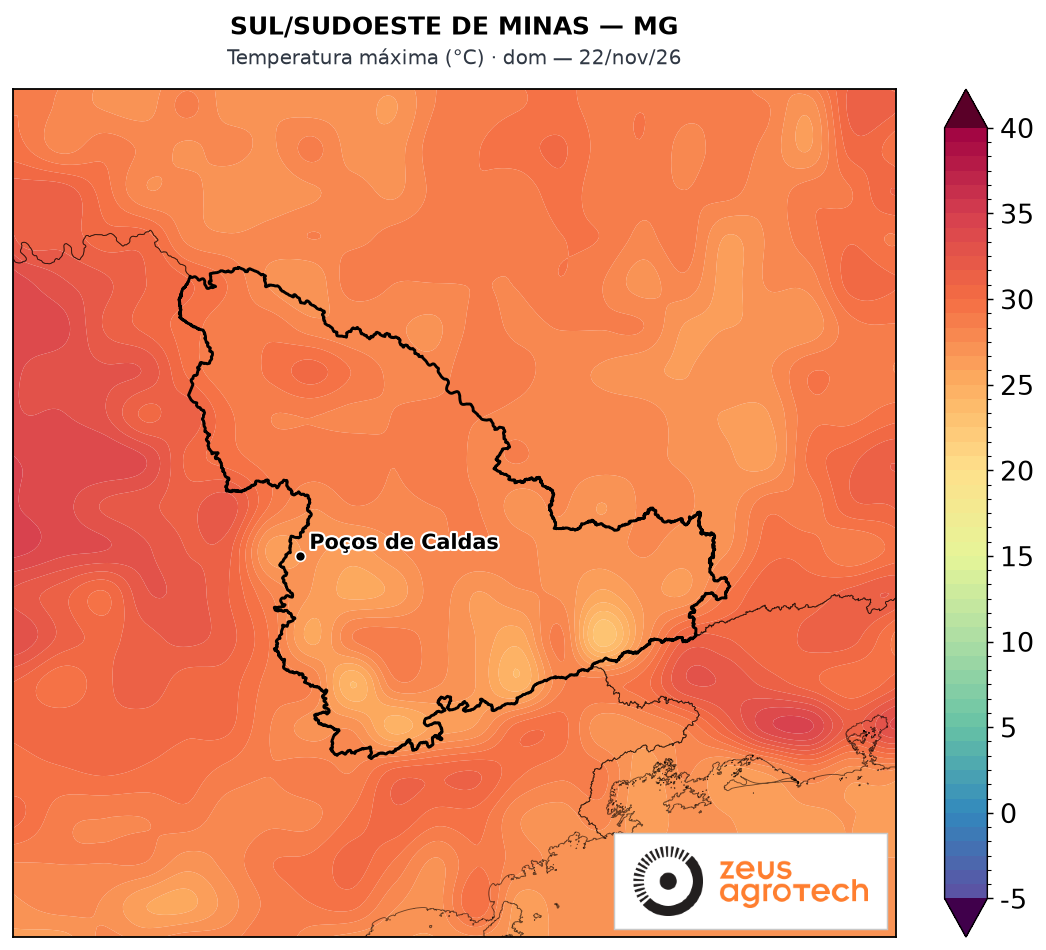 SUL/SUDOESTE DE MINAS — MG
Temperatura máxima (°C) · dom — 22/nov/26
Poços de Caldas
40
35
30
25
20
15
10
5
0
-5
zeus
agrotech